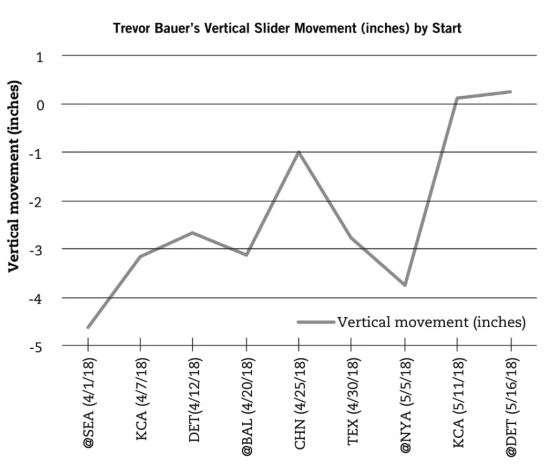 Trevor Bauer's Vertical Slider Movement (inches) by Start
Vertical movement (inches)
1
0
-1
-2
-3
-4
-5
Vertical movement (inches)
@SEA (4/1/18)
KCA (4/7/18)
DET(4/12/18)
@BAL (4/20/18)
CHN (4/25/18)
TEX (4/30/18)
@NYA (5/5/18)
KCA (5/11/18)
@DET (5/16/18)